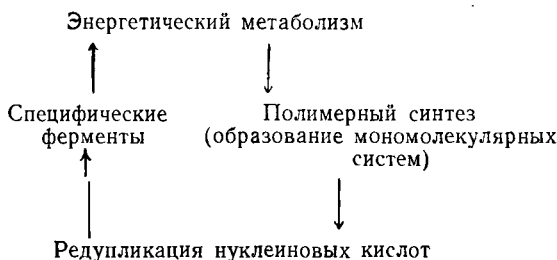 Энергетический метаболизм
Специфические
ферменты
Полимерный синтез
(образование мономолекулярных
систем)
Редупликация нуклеиновых кислот